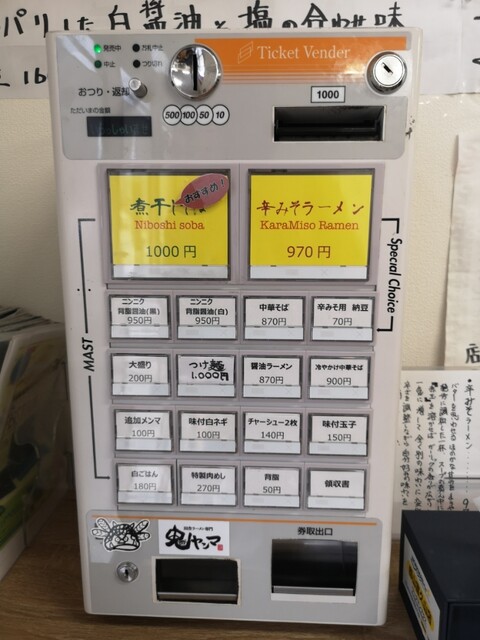 パリした白醤油と塩の合せ味
Ticket Vender
発売中
お札中止
中止
つり切れ
おつり・返却
1000
ただいまの金額
500 100 50 10
煮干
おすすめ!
Niboshi soba
1000円
辛みそラーメン
KaraMiso Ramen
970円
Special Choice
MAST
ニンニク
背脂醤油(黒)
950円
ニンニク
背脂醤油(白)
950円
中華そば
870円
辛みそ用 納豆
70円
大盛り
200円
つけ麺
1.000円
醤油ラーメン
870円
冷やかけ中華そば
900円
追加メンマ
100円
味付白ネギ
100円
チャーシュー2枚
140円
味付玉子
150円
白ごはん
180円
特製肉めし
270円
背脂
50円
領収書
鬼ヤンマ
券取出口
辛みそラーメン